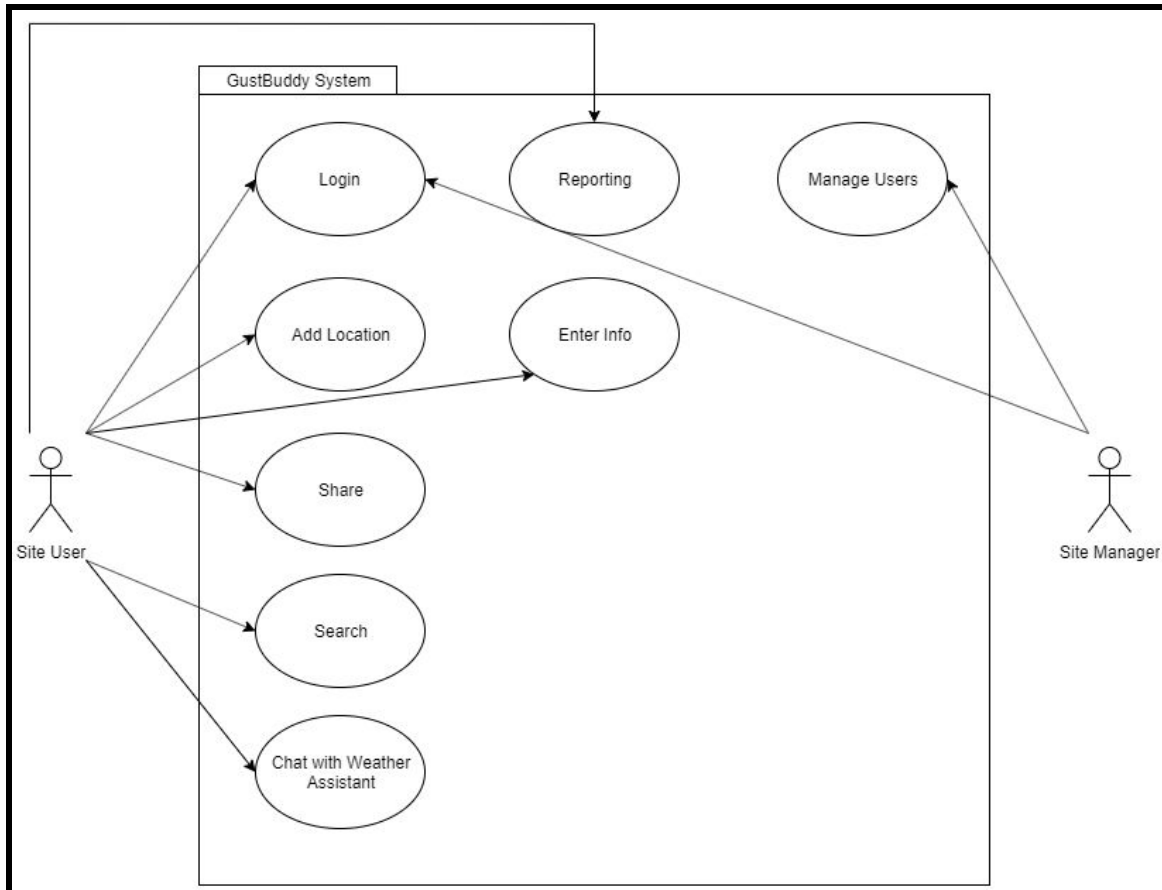 GustBuddy System
Login
Reporting
Manage Users
Add Location
Enter Info
Share
Site User
Site Manager
Search
Chat with Weather
Assistant